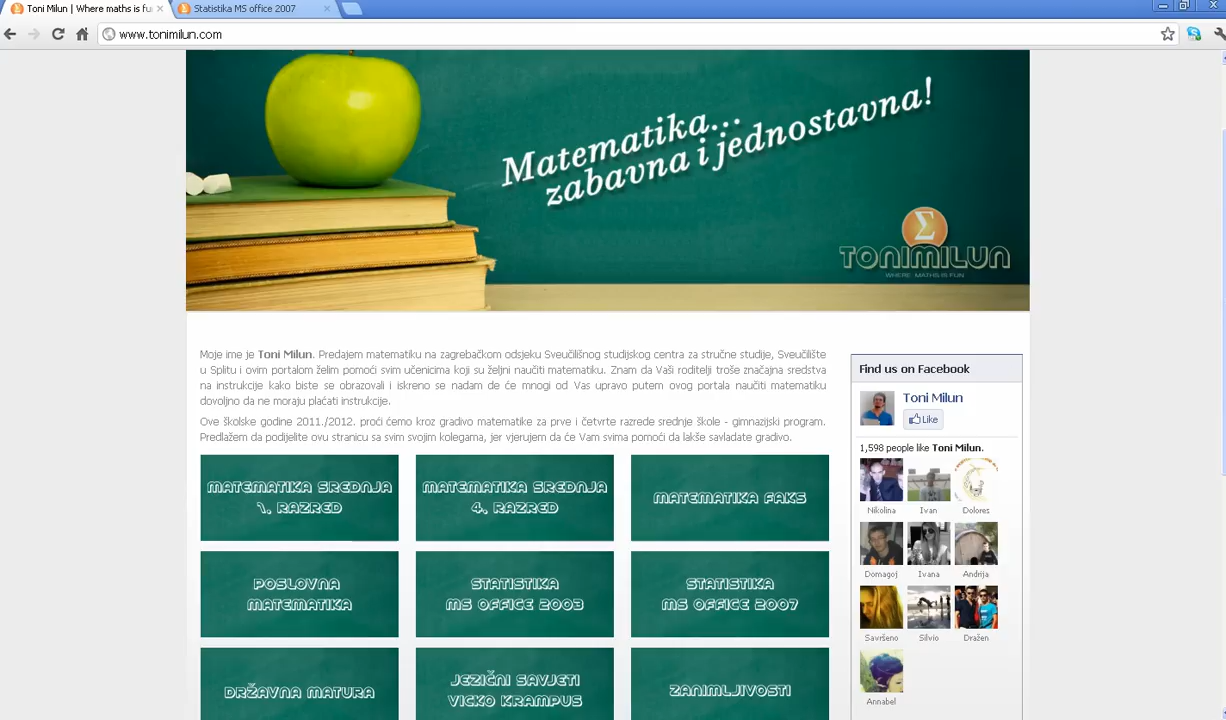 Toni Milun | Where maths is fu
Statistika MS office 2007
www.tonimilun.com
Matematika...
zabavna i jednostavna!
TONIMILUN
WHERE MATHS IS FUN
Moje ime je Toni Milun. Predajem matematiku na zagrebačkom odsjeku Sveučilišnog studijskog centra za stručne studije, Sveučilište
u Splitu i ovim portalom želim pomoći svim učenicima koji su željni naučiti matematiku. Znam da Vaši roditelji troše značajna sredstva
na instrukcije kako biste se obrazovali i iskreno se nadam de će mnogi od Vas upravo putem ovog portala naučiti matematiku
dovoljno da ne moraju plaćati instrukcije.
Ove školske godine 2011./2012. proći ćemo kroz gradivo matematike za prve i četvrte razrede srednje škole - gimnazijski program.
Predlažem da podijelite ovu stranicu sa svim svojim kolegama, jer vjerujem da će Vam svima pomoći da lakše savladate gradivo.
MATEMATIKA SREDNJA
1. RAZRED
MATEMATIKA SREDNJA
4. RAZRED
MATEMATIKA FAKS
POSLOVNA
MATEMATIKA
STATISTIKA
MS OFFICE 2003
STATISTIKA
MS OFFICE 2007
DRŽAVNA MATURA
JEZIČNI SAVJETI
VICKO KRAMPUS
ZANIMLJIVOSTI
Find us on Facebook
Toni Milun
Like
1,598 people like Toni Milun.
Nikolina Ivan Dolores
Domagoj Ivana Andrija
Savršeno Silvio Dražen
Annabel